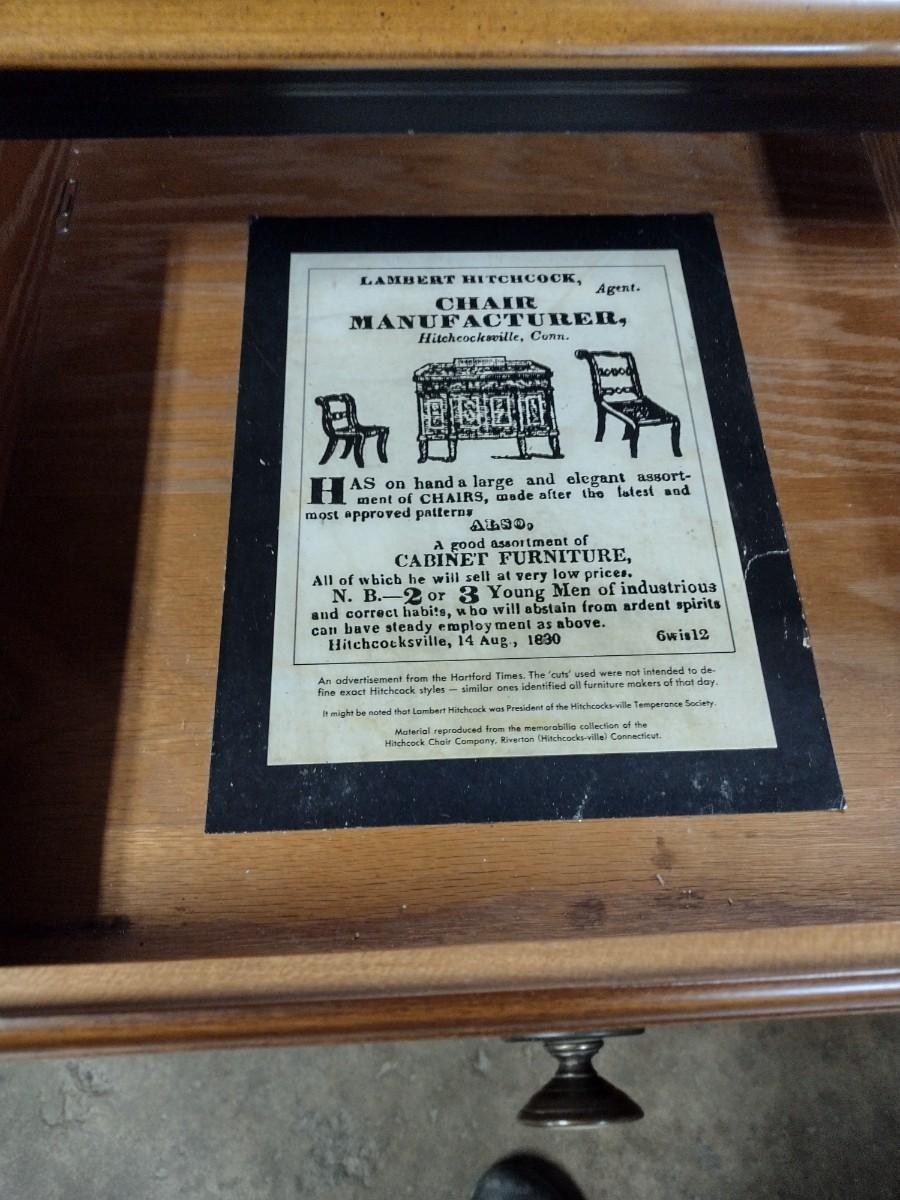 LAMBERT HITCHCOCK,
Agent.
CHAIR
MANUFACTURER,
Hitchcocksville, Conn.
HAS on hand a large and elegant assort-
ment of CHAIRS, made after the latest and
most approved patterns
ALSO,
A good assortment of
CABINET FURNITURE,
All of which he will sell at very low prices.
N. B.—2 or 3 Young Men of industrious
and correct habits, who will abstain from ardent spirits
can have steady employment as above.
Hitchcocksville, 14 Aug., 1830 6wis12
An advertisement from the Hartford Times. The 'cuts' used were not intended to de-
fine exact Hitchcock styles — similar ones identified all furniture makers of that day.
It might be noted that Lambert Hitchcock was President of the Hitchcocks-ville Temperance Society.
Material reproduced from the memorabilia collection of the
Hitchcock Chair Company, Riverton (Hitchcocks-ville) Connecticut.